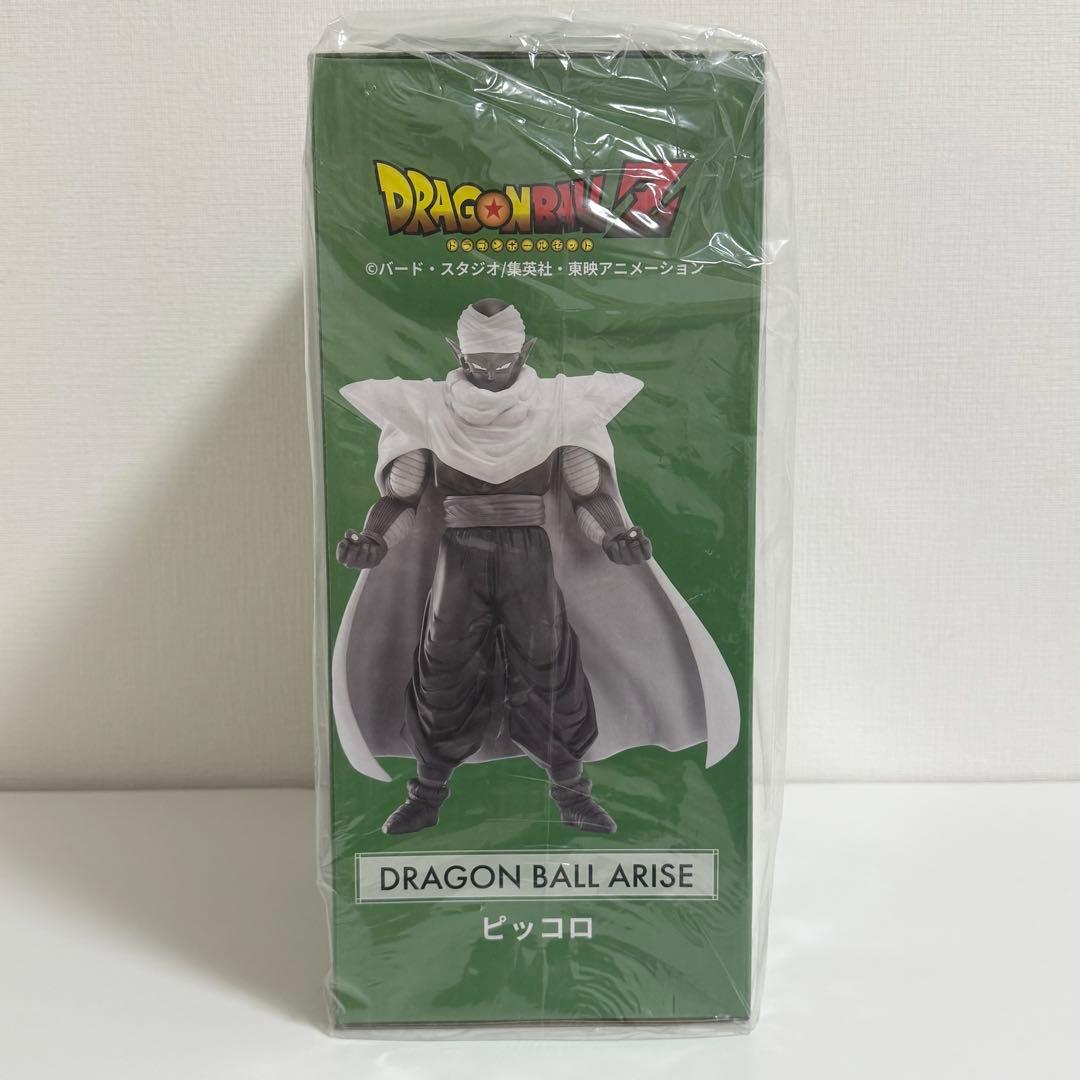 DRAGONBALL Z
ドラゴンボールゼット
©バード・スタジオ/集英社・東映アニメーション
DRAGON BALL ARISE
ピッコロ